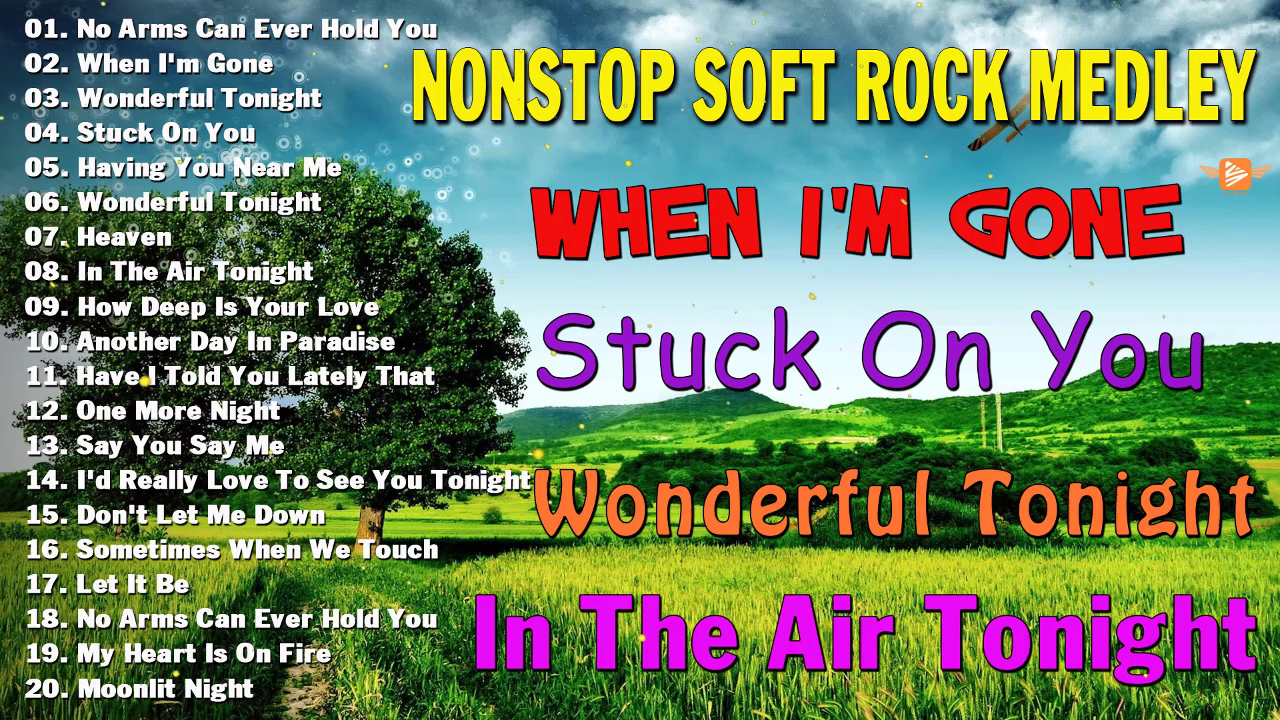 01. No Arms Can Ever Hold You
02. When I'm Gone
03. Wonderful Tonight
04. Stuck On You
05. Having You Near Me
06. Wonderful Tonight
07. Heaven
08. In The Air Tonight
09. How Deep Is Your Love
10. Another Day In Paradise
11. Have I Told You Lately That
12. One More Night
13. Say You Say Me
14. I'd Really Love To See You Tonight
15. Don't Let Me Down
16. Sometimes When We Touch
17. Let It Be
18. No Arms Can Ever Hold You
19. My Heart Is On Fire
20. Moonlit Night
NONSTOP SOFT ROCK MEDLEY
WHEN I'M GONE
Stuck On You
Wonderful Tonight
In The Air Tonight